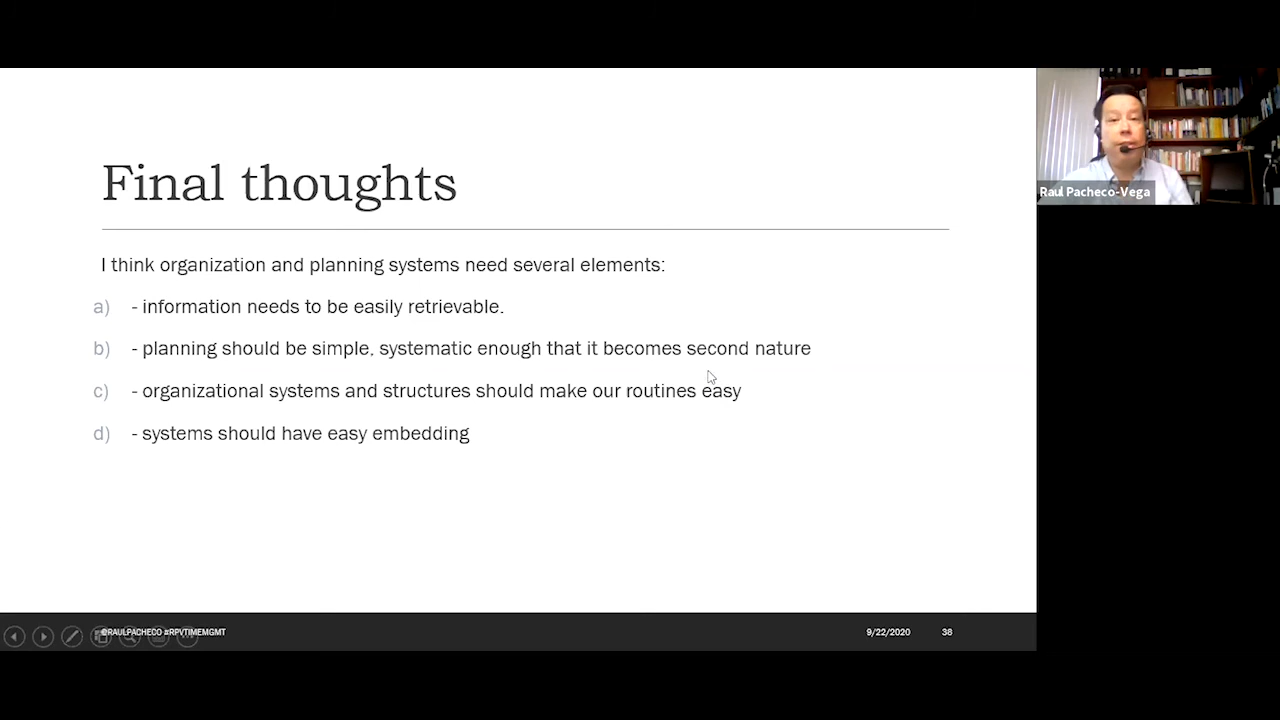 Final thoughts
I think organization and planning systems need several elements:
a) - information needs to be easily retrievable.
b) - planning should be simple, systematic enough that it becomes second nature
c) - organizational systems and structures should make our routines easy
d) - systems should have easy embedding
@RAULPACHECO #RPVTIMEMGMT
9/22/2020
38
Raul Pacheco-Vega